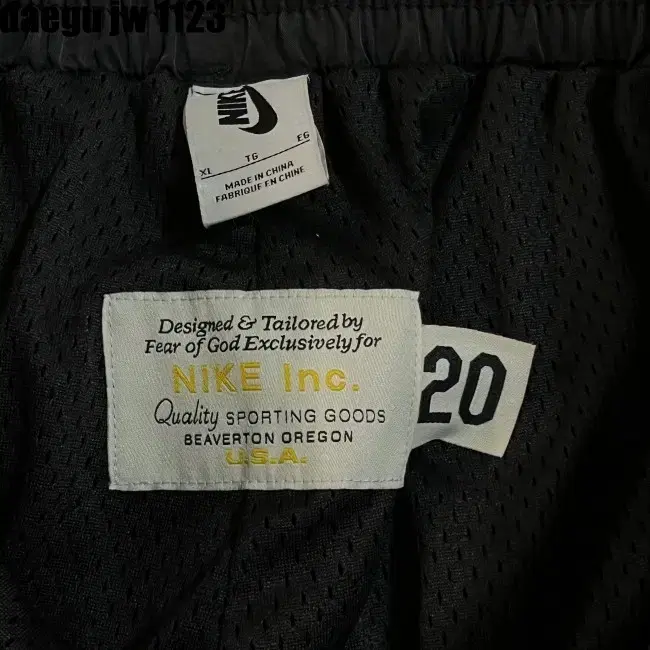 daegu jw 1123
NIKE
XL TG EG
MADE IN CHINA
FABRIQUE EN CHINE
Designed & Tailored by
Fear of God Exclusively for
NIKE Inc.
Quality SPORTING GOODS
BEAVERTON OREGON
U.S.A.
20